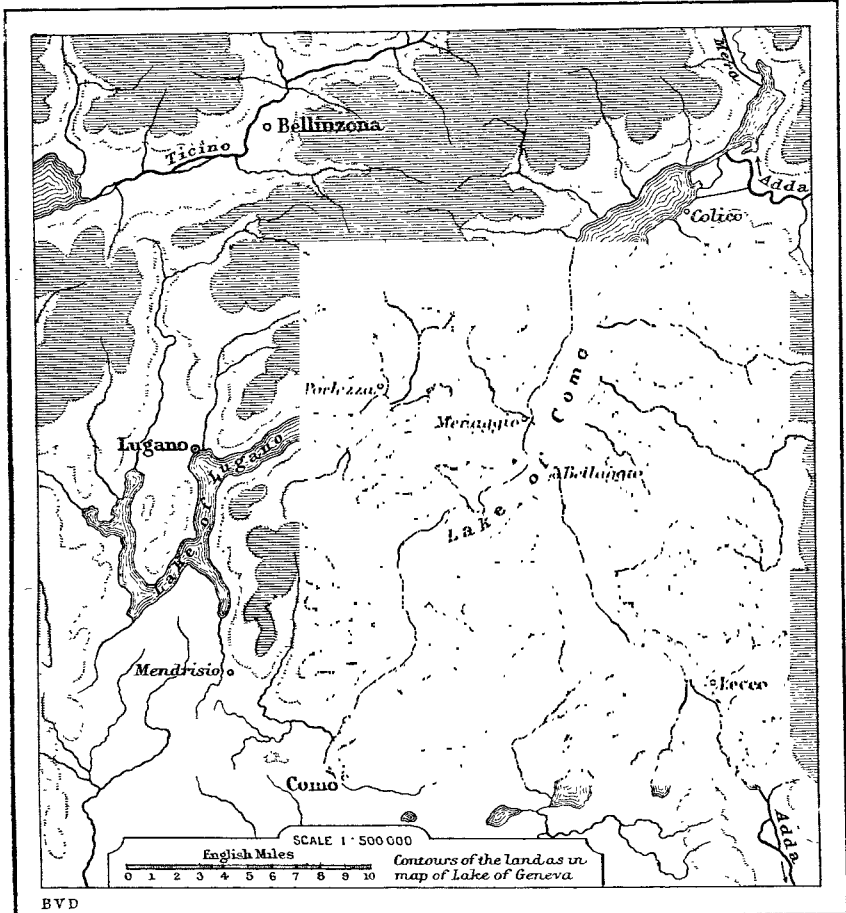 Mera
Bellinzona
Ticino
Adda
Colico
Porlezza
Menaggio
Lake of Como
Lugano
Lake of Lugano
Bellaggio
Mendrisio
Lecco
Como
Adda
SCALE 1 · 500 000
English Miles
0 1 2 3 4 5 6 7 8 9 10
Contours of the land as in
map of Lake of Geneva
BVD